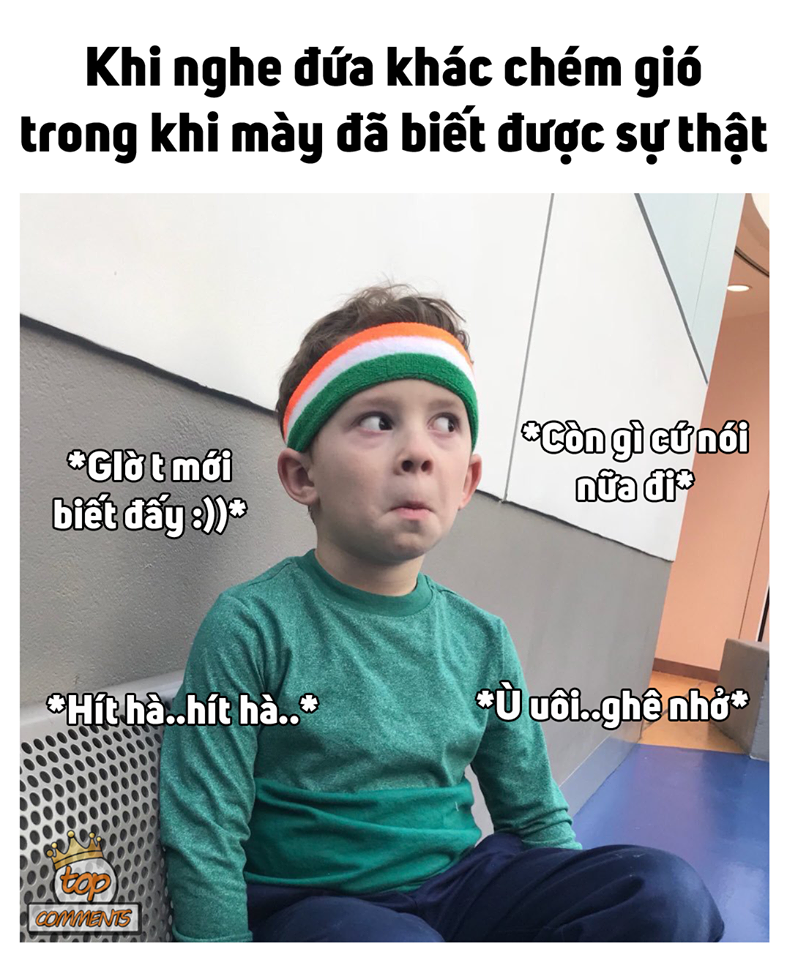 Khi nghe đứa khác chém gió
trong khi mày đã biết được sự thật
*Giờ t mới
biết đấy :))*
*Còn gì cứ nói
nữa đi*
*Hít hà..hít hà..*
*Ù uôi..ghê nhở*
top
COMMENTS